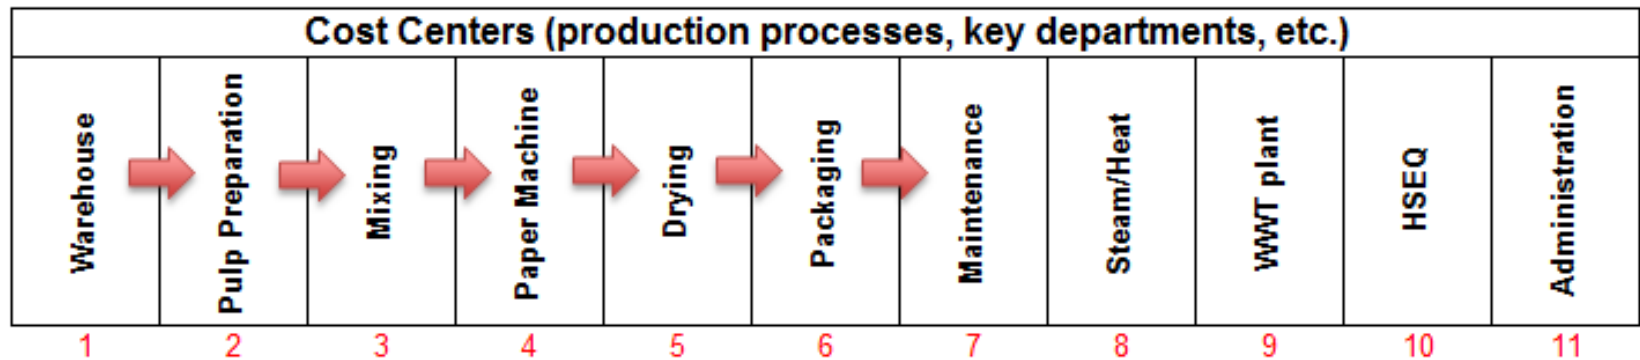 Cost Centers (production processes, key departments, etc.)
Warehouse
Pulp Preparation
Mixing
Paper Machine
Drying
Packaging
Maintenance
Steam/Heat
WWT plant
HSEQ
Administration
1 2 3 4 5 6 7 8 9 10 11